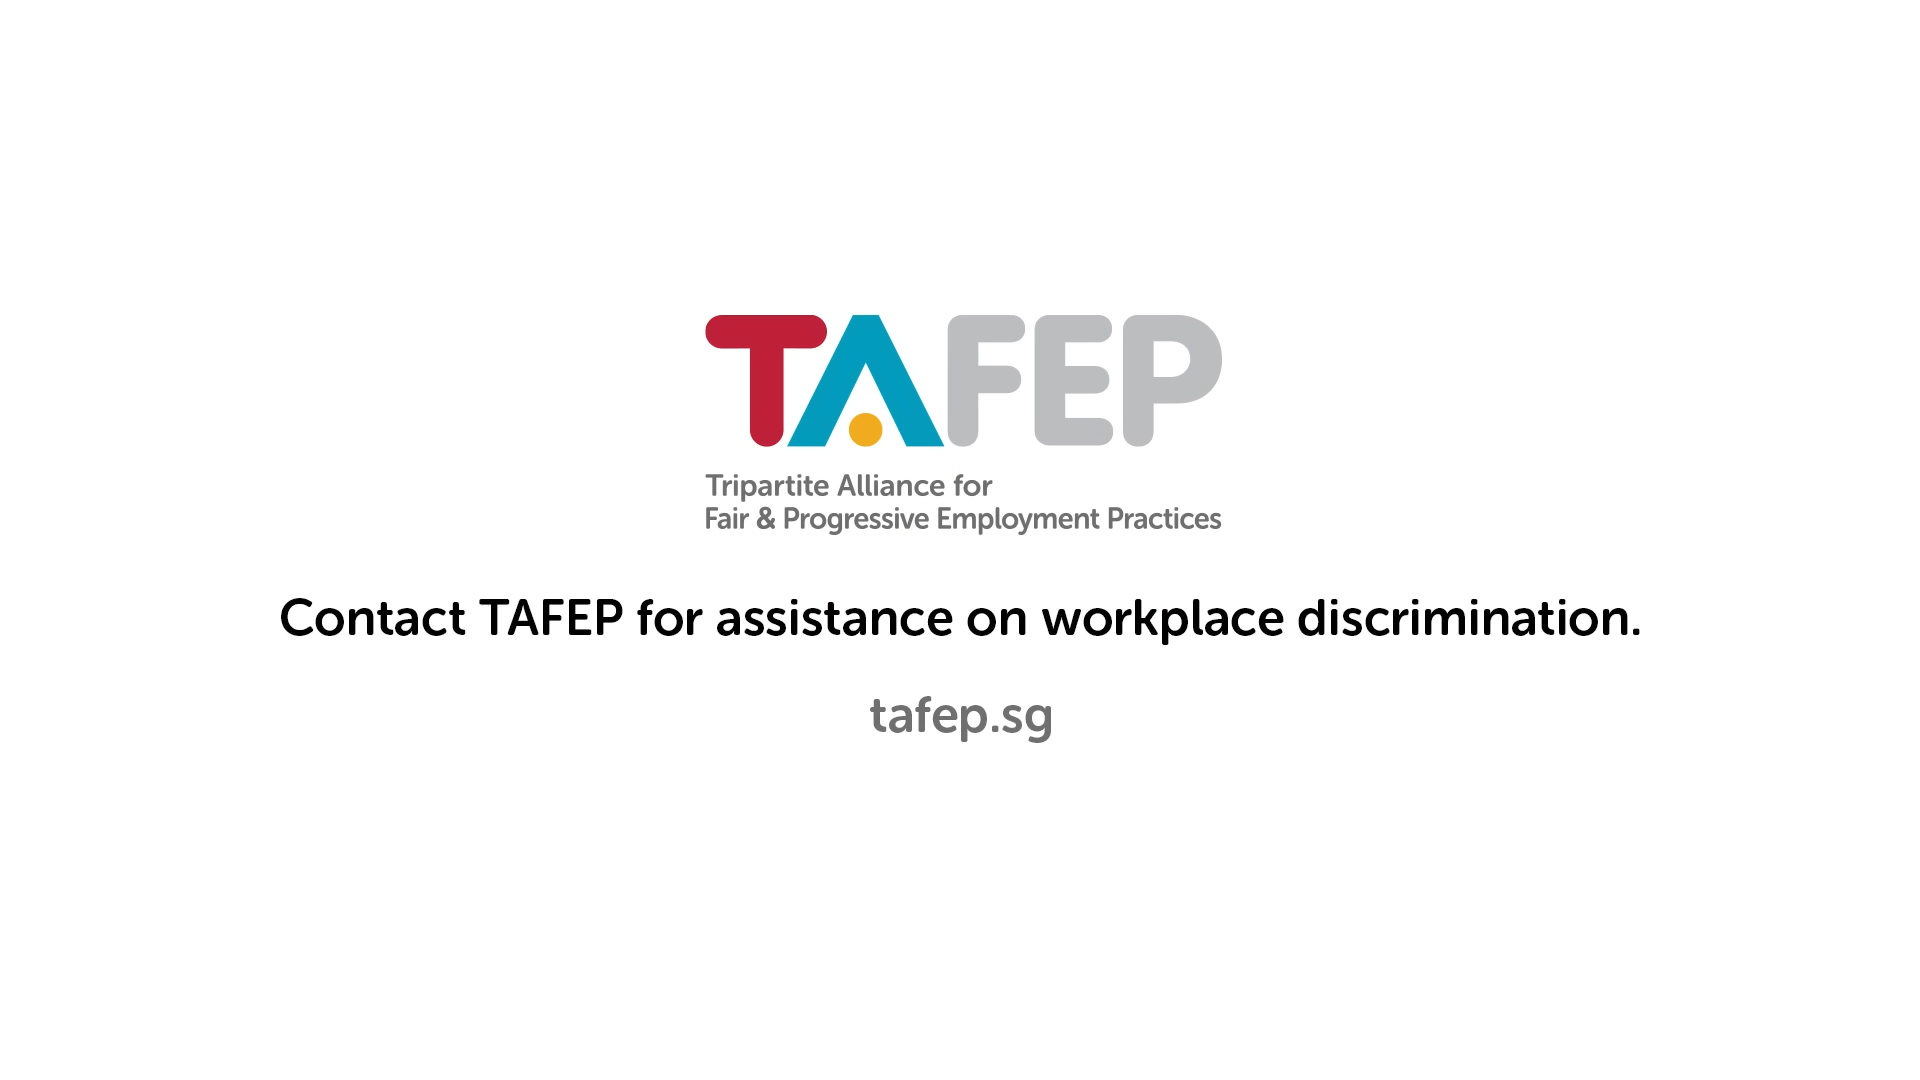 TAFEP
Tripartite Alliance for
Fair & Progressive Employment Practices
Contact TAFEP for assistance on workplace discrimination.
tafep.sg